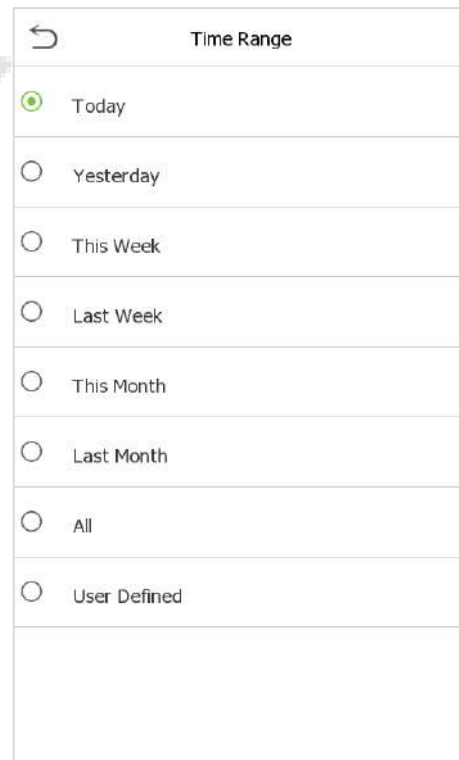 Time Range
Today
Yesterday
This Week
Last Week
This Month
Last Month
All
User Defined